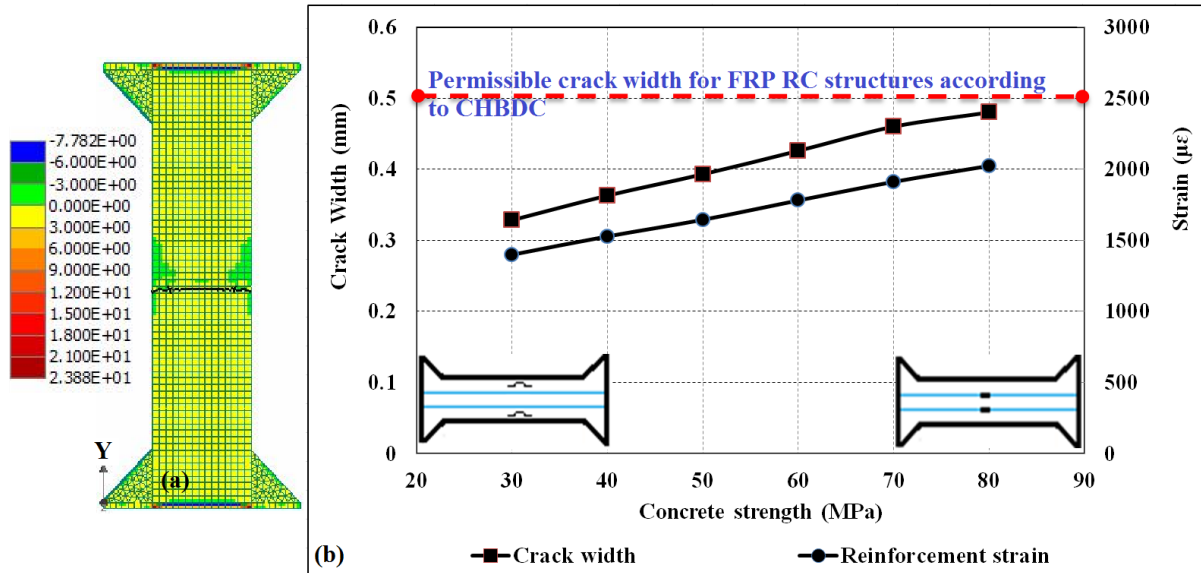 -7.782E+00
-6.000E+00
-3.000E+00
0.000E+00
3.000E+00
6.000E+00
9.000E+00
1.200E+01
1.500E+01
1.800E+01
2.100E+01
2.388E+01
Y
(a)
Crack Width (mm)
0.6
0.5
0.4
0.3
0.2
0.1
0
Permissible crack width for FRP RC structures according
to CHBDC
3000
2500
2000
1500
1000
500
0
Strain (με)
20 30 40 50 60 70 80 90
Concrete strength (MPa)
(b)
Crack width
Reinforcement strain